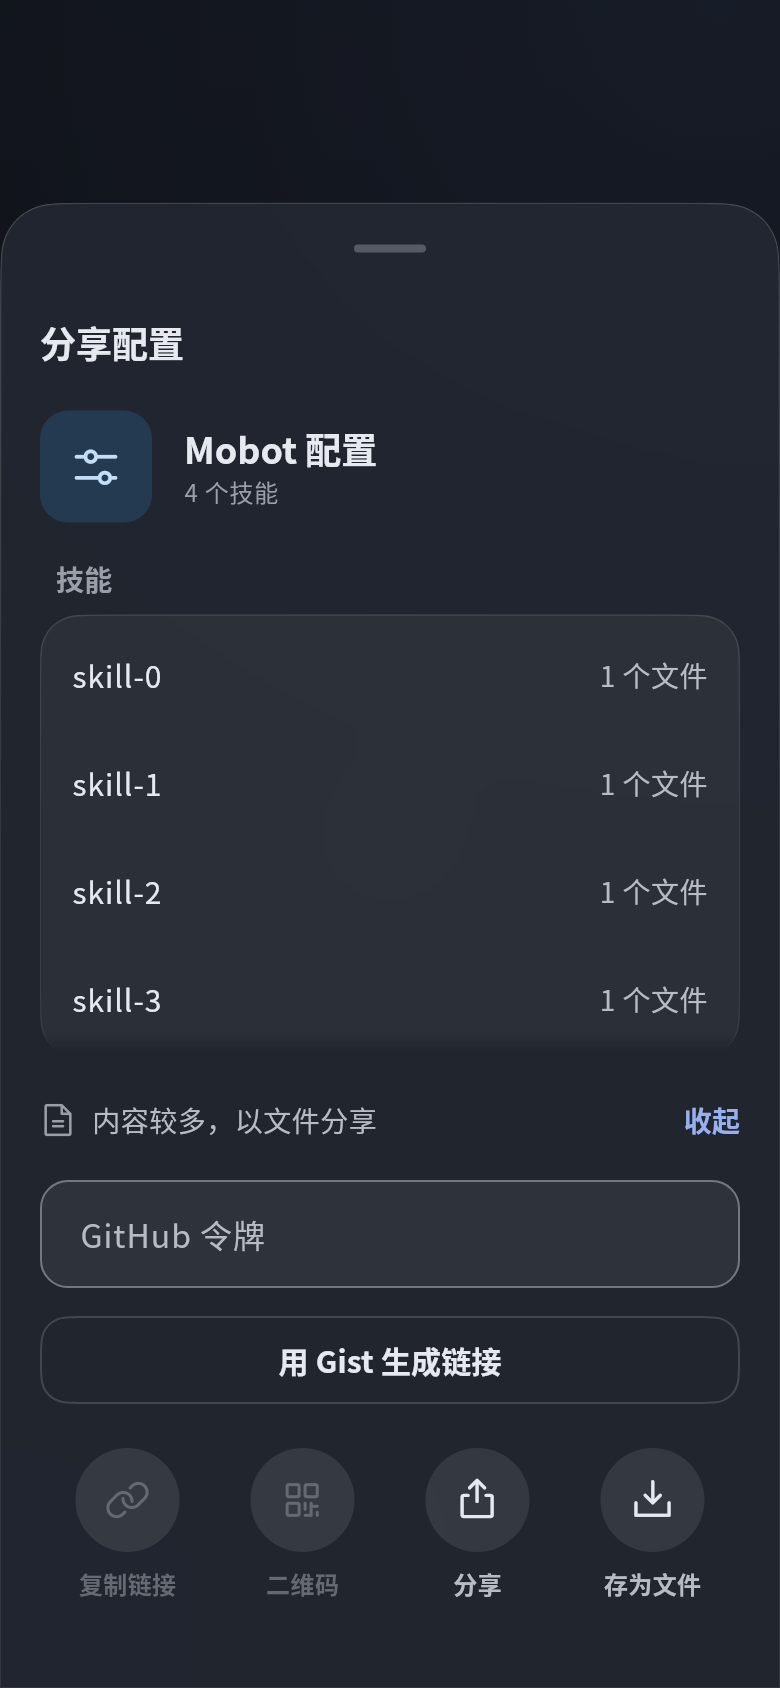 分享配置
Mobot 配置
4 个技能
技能
skill-0 1 个文件
skill-1 1 个文件
skill-2 1 个文件
skill-3 1 个文件
内容较多，以文件分享 收起
GitHub 令牌
用 Gist 生成链接
复制链接 二维码 分享 存为文件